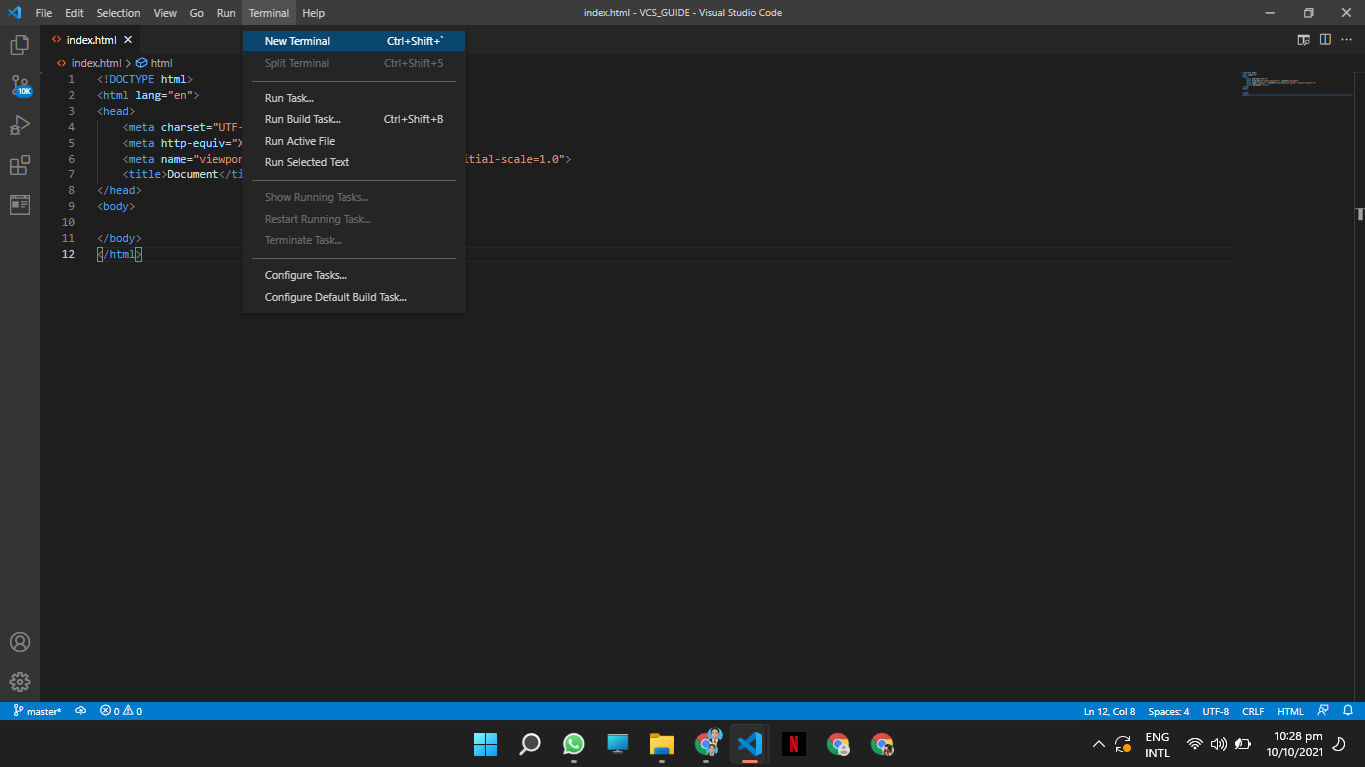 File Edit Selection View Go Run Terminal Help
index.html - VCS_GUIDE - Visual Studio Code
index.html
index.html > html
New Terminal Ctrl+Shift+`
Split Terminal Ctrl+Shift+5
Run Task...
Run Build Task... Ctrl+Shift+B
Run Active File
Run Selected Text
Show Running Tasks...
Restart Running Task...
Terminate Task...
Configure Tasks...
Configure Default Build Task...
10K
1 <!DOCTYPE html>
2 <html lang="en">
3 <head>
4 <meta charset="UTF-
5 <meta http-equiv="X
6 <meta name="viewpor itial-scale=1.0">
7 <title>Document</ti
8 </head>
9 <body>
10
11 </body>
12 </html>
master* 0 0
Ln 12, Col 8 Spaces: 4 UTF-8 CRLF HTML
N
ENG
INTL
10:28 pm
10/10/2021